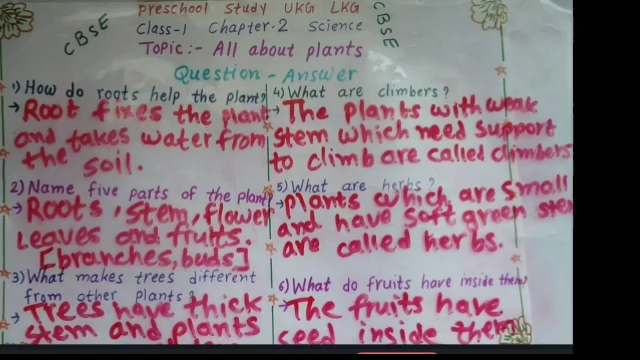 Preschool Study UKG LKG
CBSE
CBSE
Class-1 Chapter-2 Science
Topic:- All about plants
Question - Answer
1) How do roots help the plant?
→ Root fixes the plant
and takes water from
the soil.
2) Name five parts of the plant?
→ Roots, stem, flower
Leaves and fruits.
[branches, buds]
3) What makes trees different
from other plants?
→ Trees have thick
stem and plants
4) What are climbers?
→ The plants with weak
stem which need support
to climb are called climbers
5) What are herbs?
→ plants which are small
and have soft green stem
are called herbs.
6) What do fruits have inside them?
→ The fruits have
seed inside them